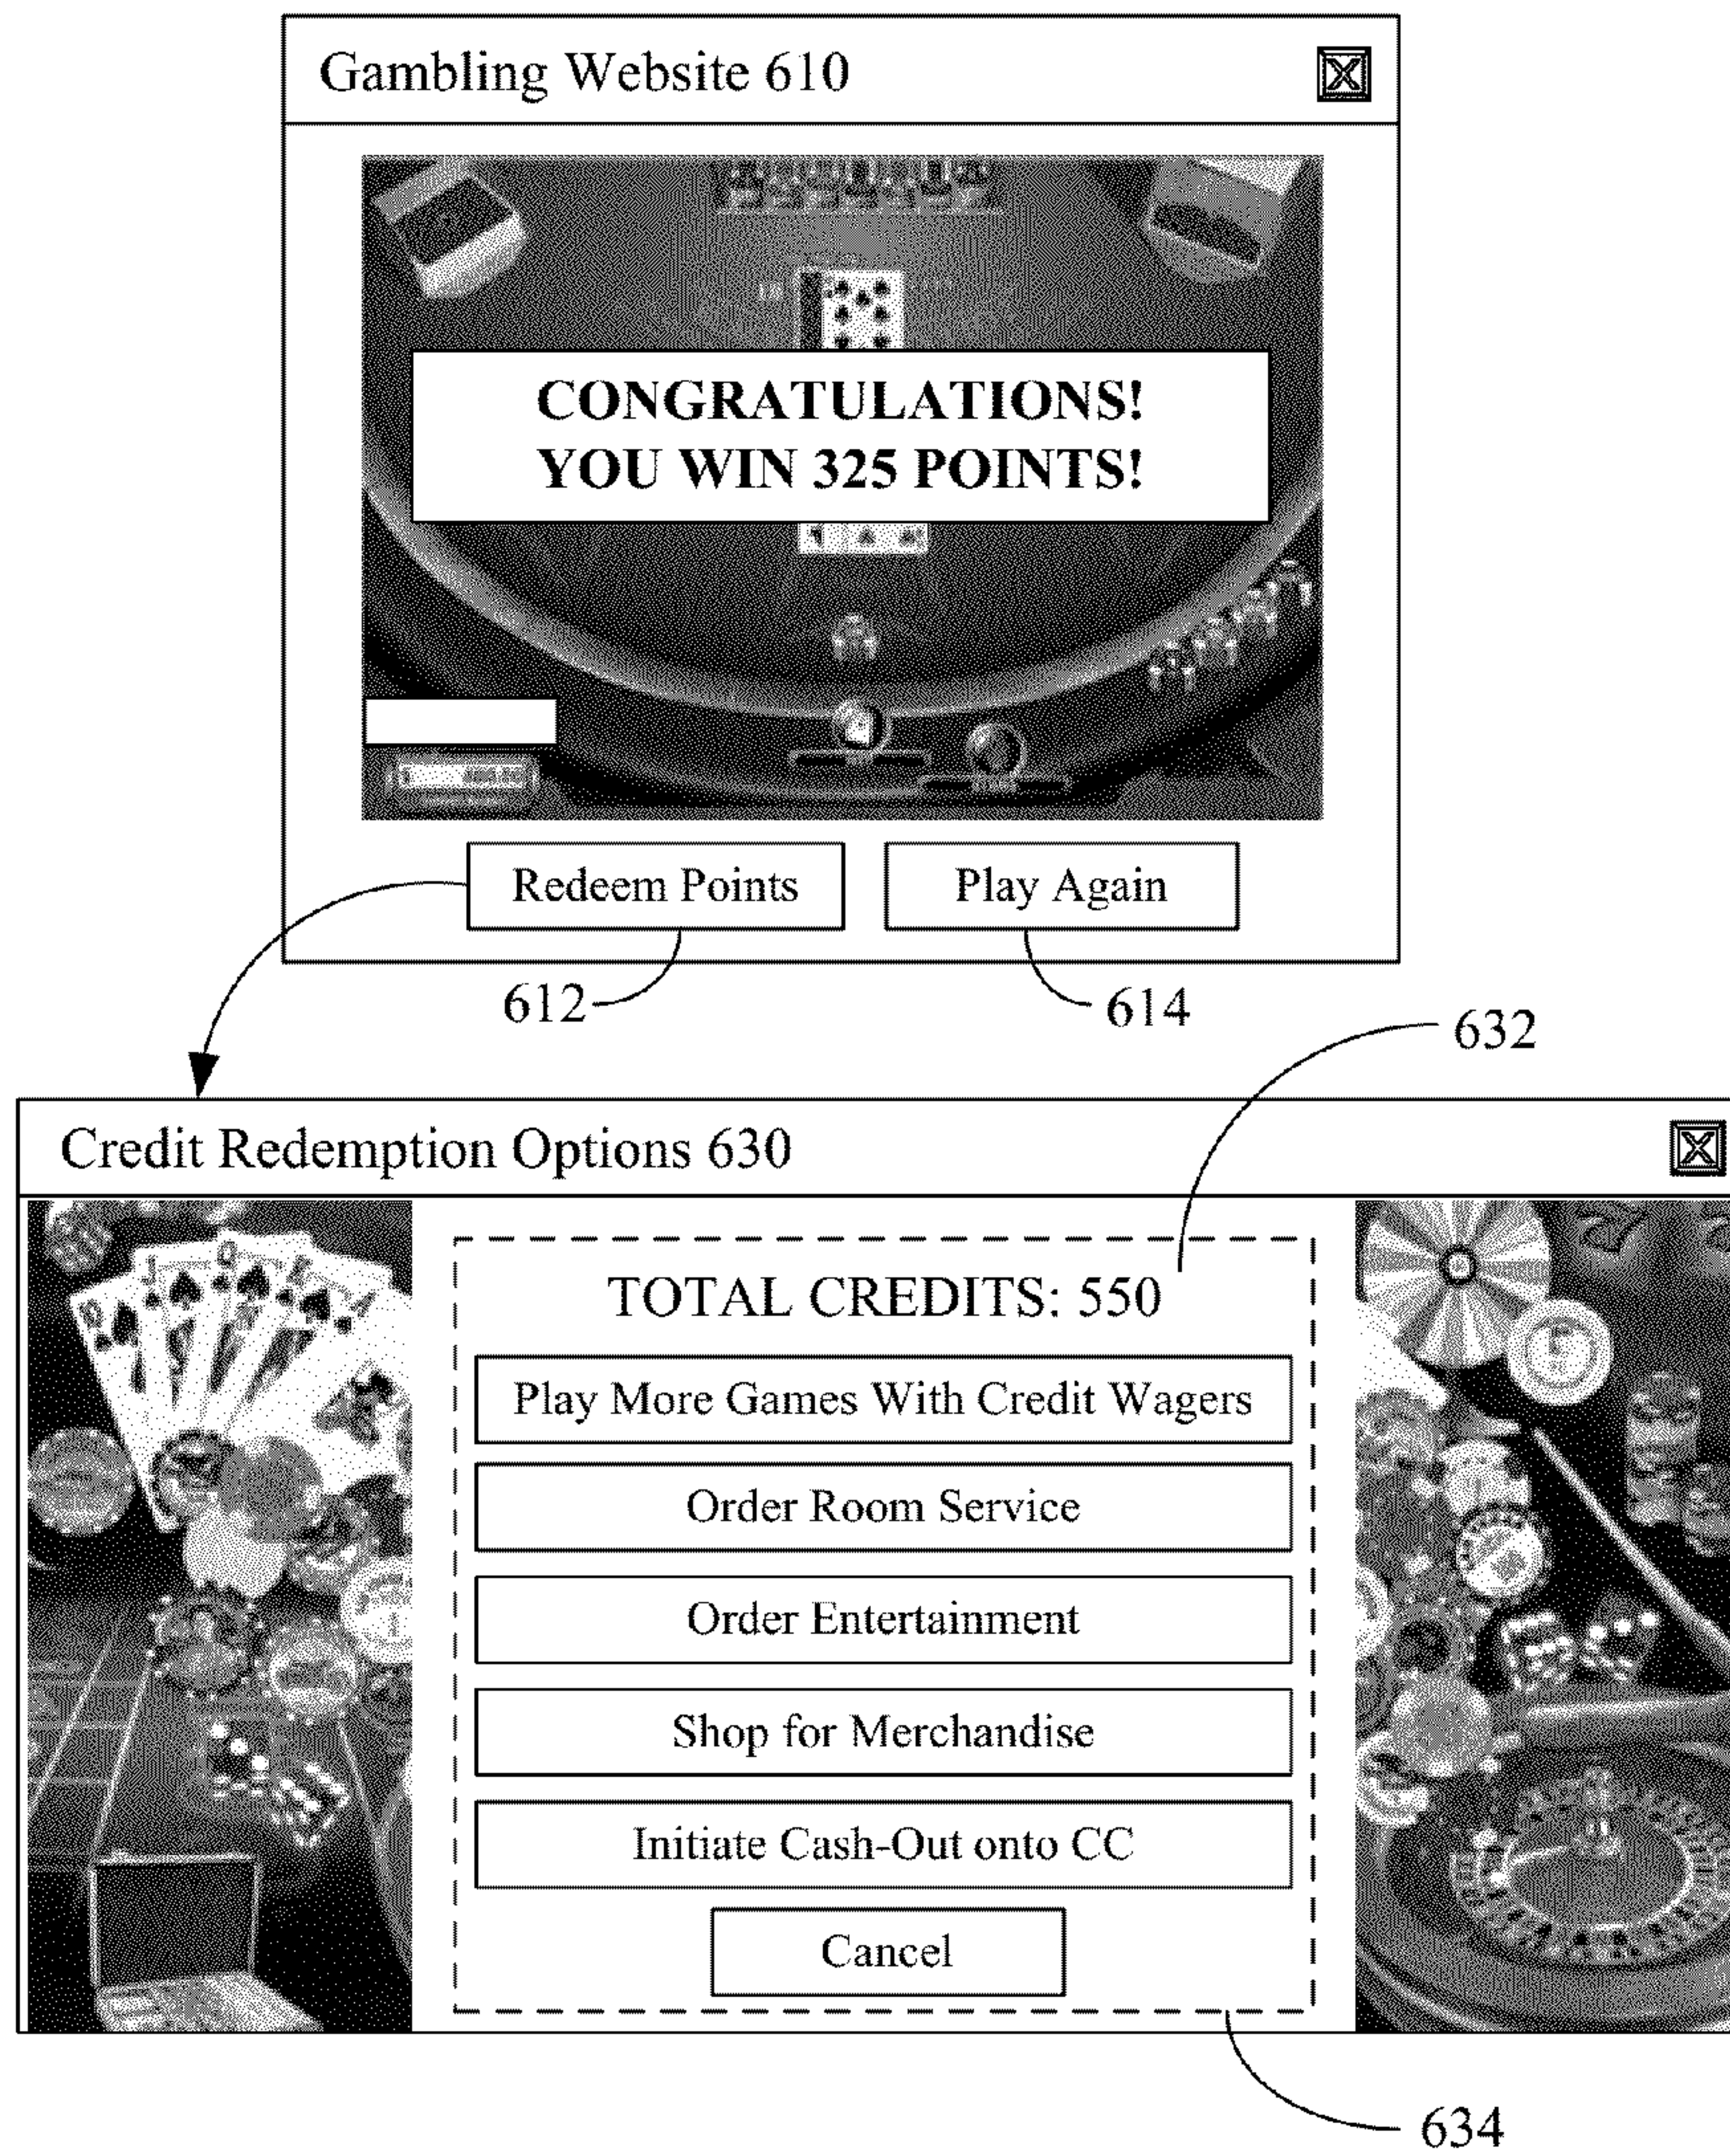 Gambling Website 610
X
CONGRATULATIONS!
YOU WIN 325 POINTS!
Redeem Points
Play Again
612
614
632
Credit Redemption Options 630
X
TOTAL CREDITS: 550
Play More Games With Credit Wagers
Order Room Service
Order Entertainment
Shop for Merchandise
Initiate Cash-Out onto CC
Cancel
634